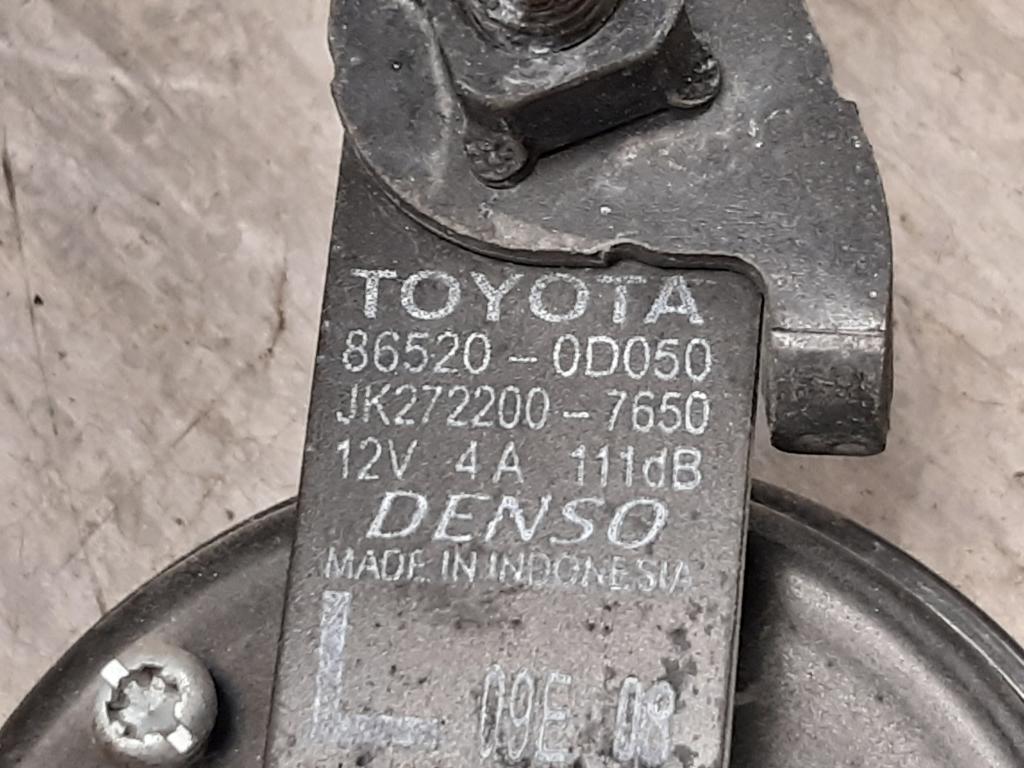 TOYOTA
86520-0D050
JK272200-7650
12V 4A 111dB
DENSO
MADE IN INDONESIA
L 09E 08